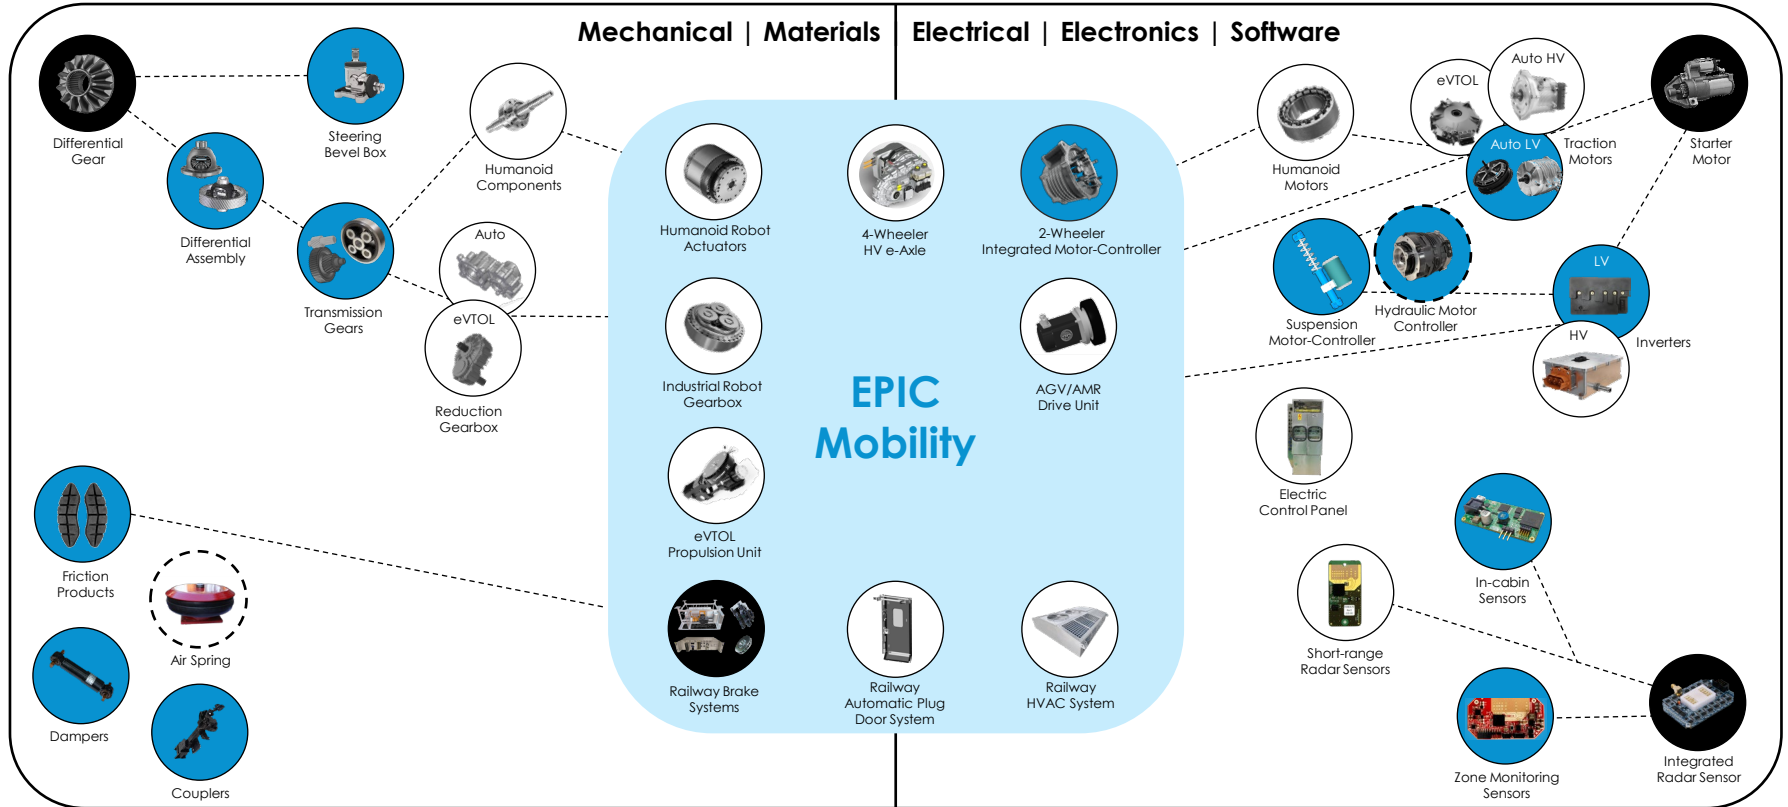 Mechanical | Materials | Electrical | Electronics | Software
Differential
Gear
Steering
Bevel Box
Differential
Assembly
Humanoid
Components
Transmission
Gears
Auto
eVTOL
Reduction
Gearbox
Friction
Products
Air Spring
Dampers
Couplers
Humanoid Robot
Actuators
4-Wheeler
HV e-Axle
2-Wheeler
Integrated Motor-Controller
Industrial Robot
Gearbox
AGV/AMR
Drive Unit
EPIC
Mobility
eVTOL
Propulsion Unit
Railway Brake
Systems
Railway
Automatic Plug
Door System
Railway
HVAC System
Humanoid
Motors
eVTOL
Auto HV
Auto LV
Traction
Motors
Starter
Motor
Suspension
Motor-Controller
Hydraulic Motor
Controller
LV
HV
Inverters
Electric
Control Panel
In-cabin
Sensors
Short-range
Radar Sensors
Zone Monitoring
Sensors
Integrated
Radar Sensor